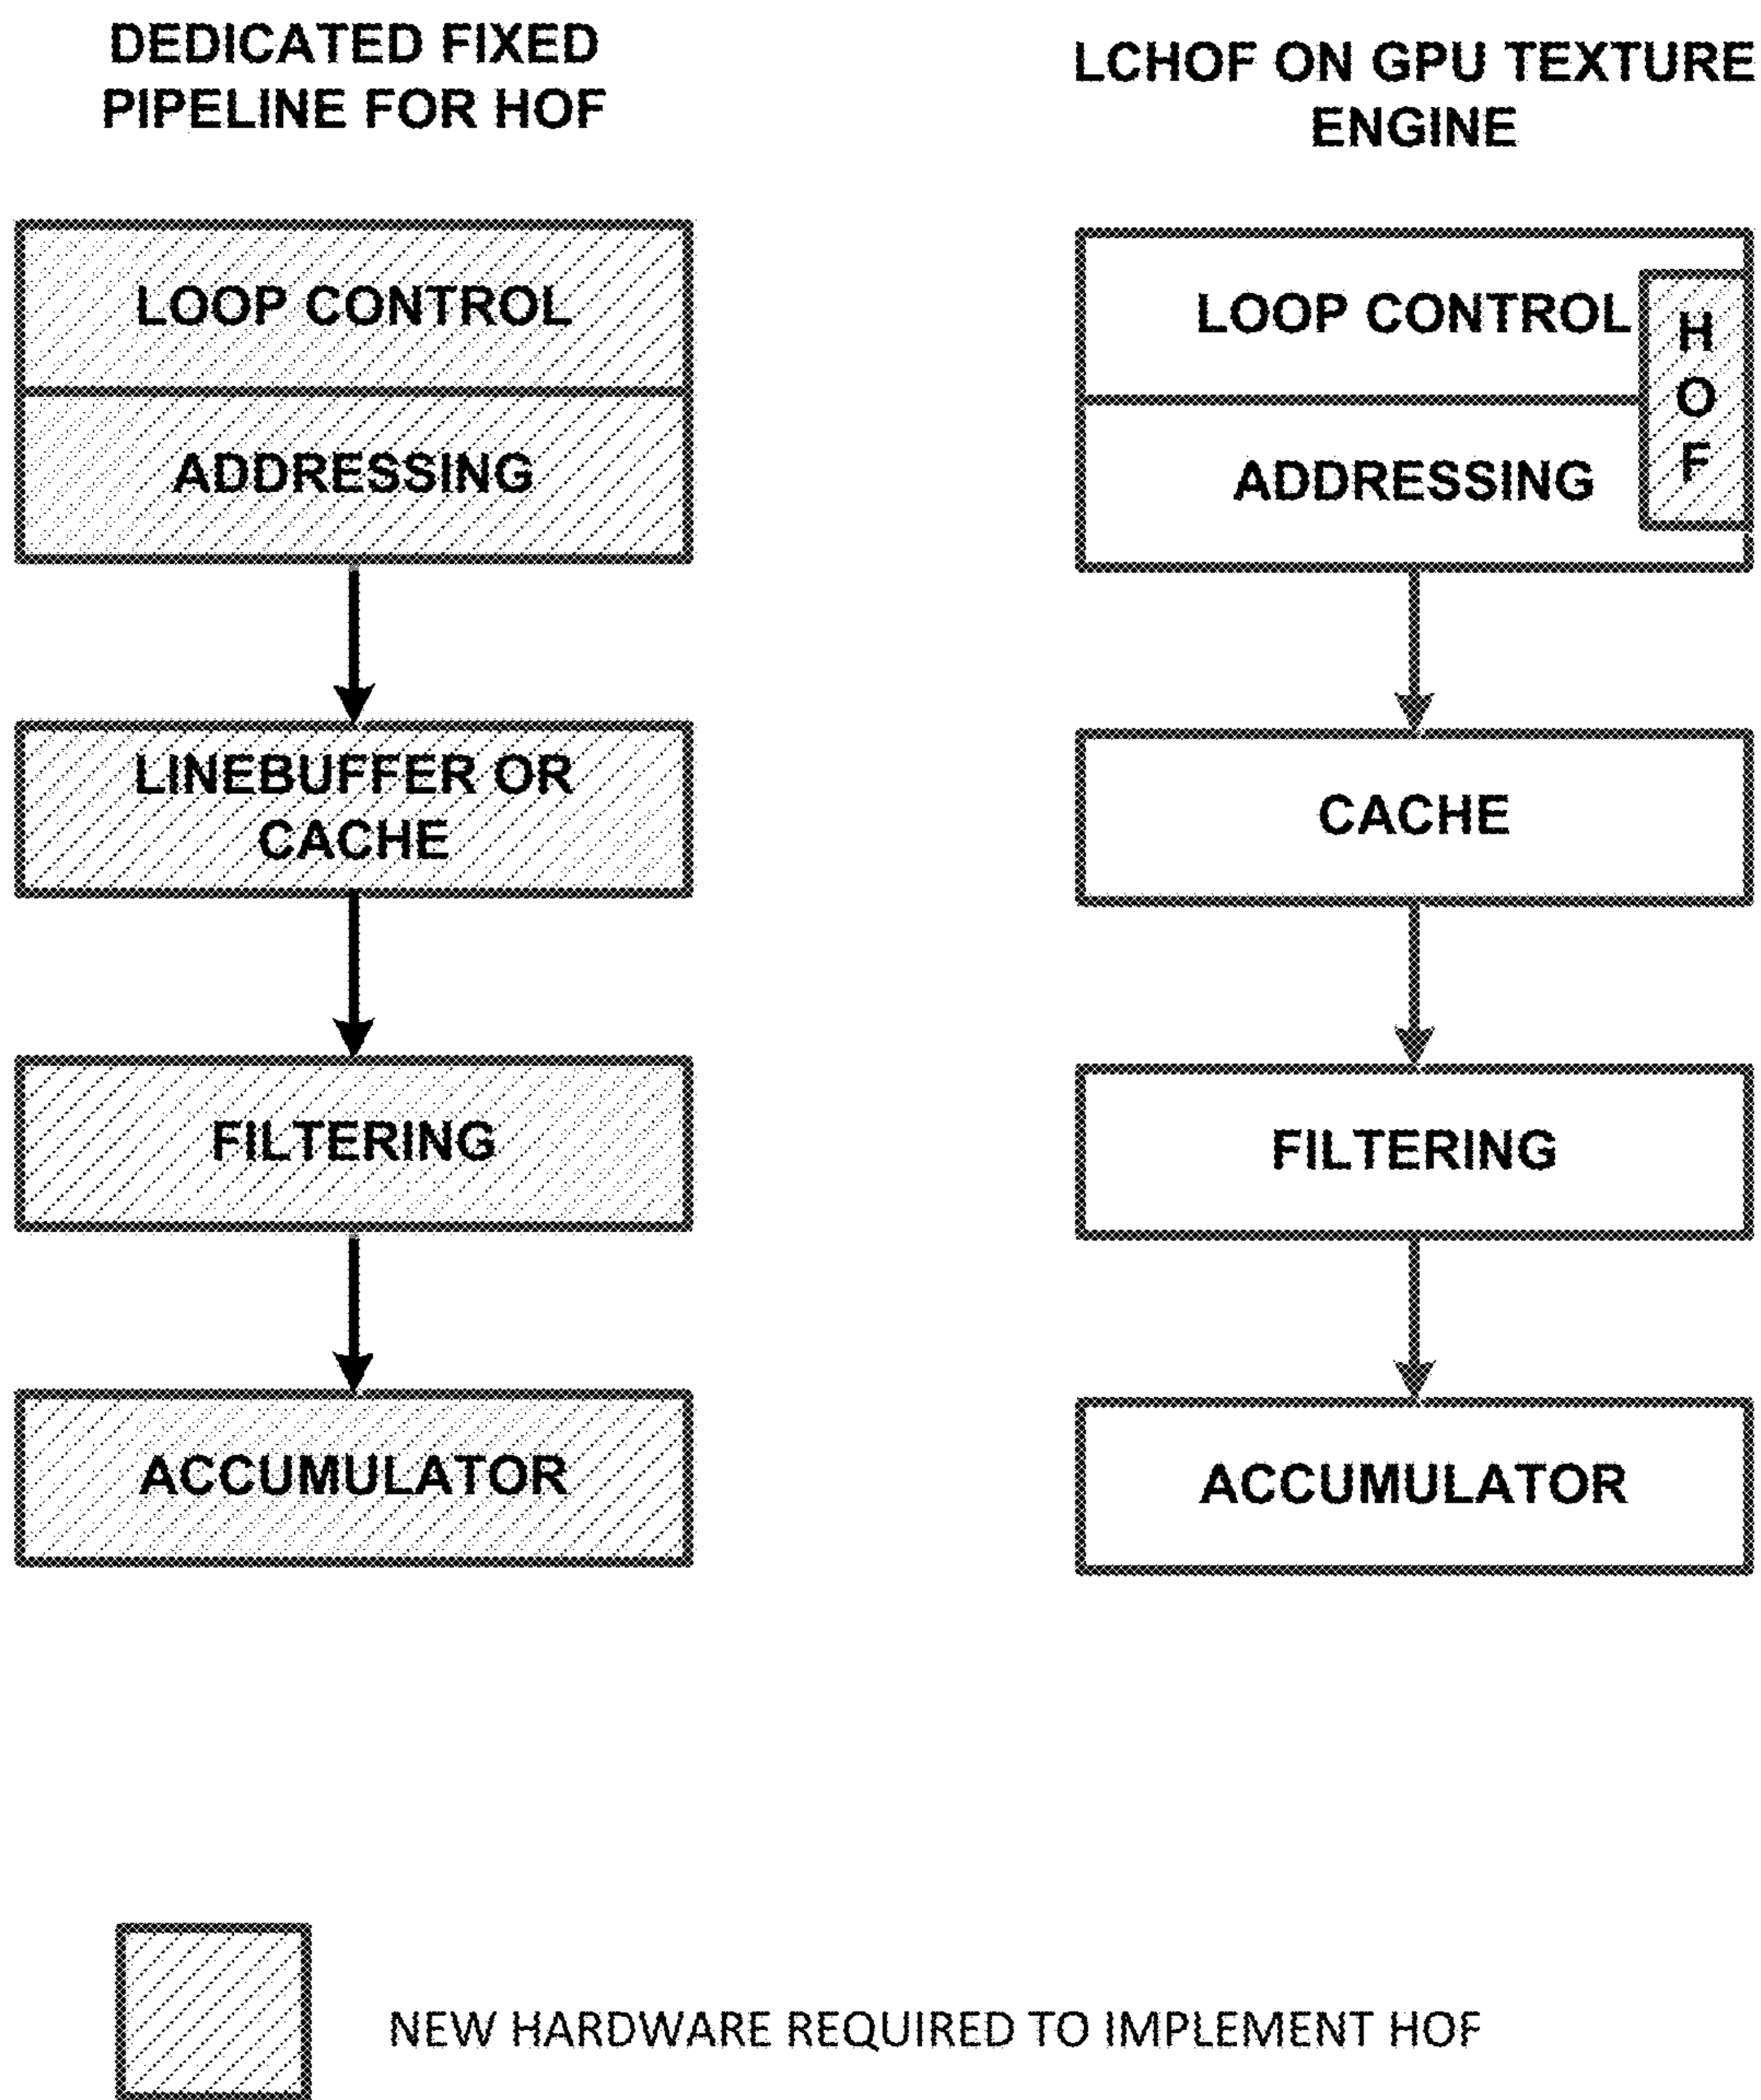 DEDICATED FIXED
PIPELINE FOR HOF
LOOP CONTROL
ADDRESSING
LINEBUFFER OR
CACHE
FILTERING
ACCUMULATOR
LCHOF ON GPU TEXTURE
ENGINE
LOOP CONTROL
ADDRESSING
H
O
F
CACHE
FILTERING
ACCUMULATOR
NEW HARDWARE REQUIRED TO IMPLEMENT HOF